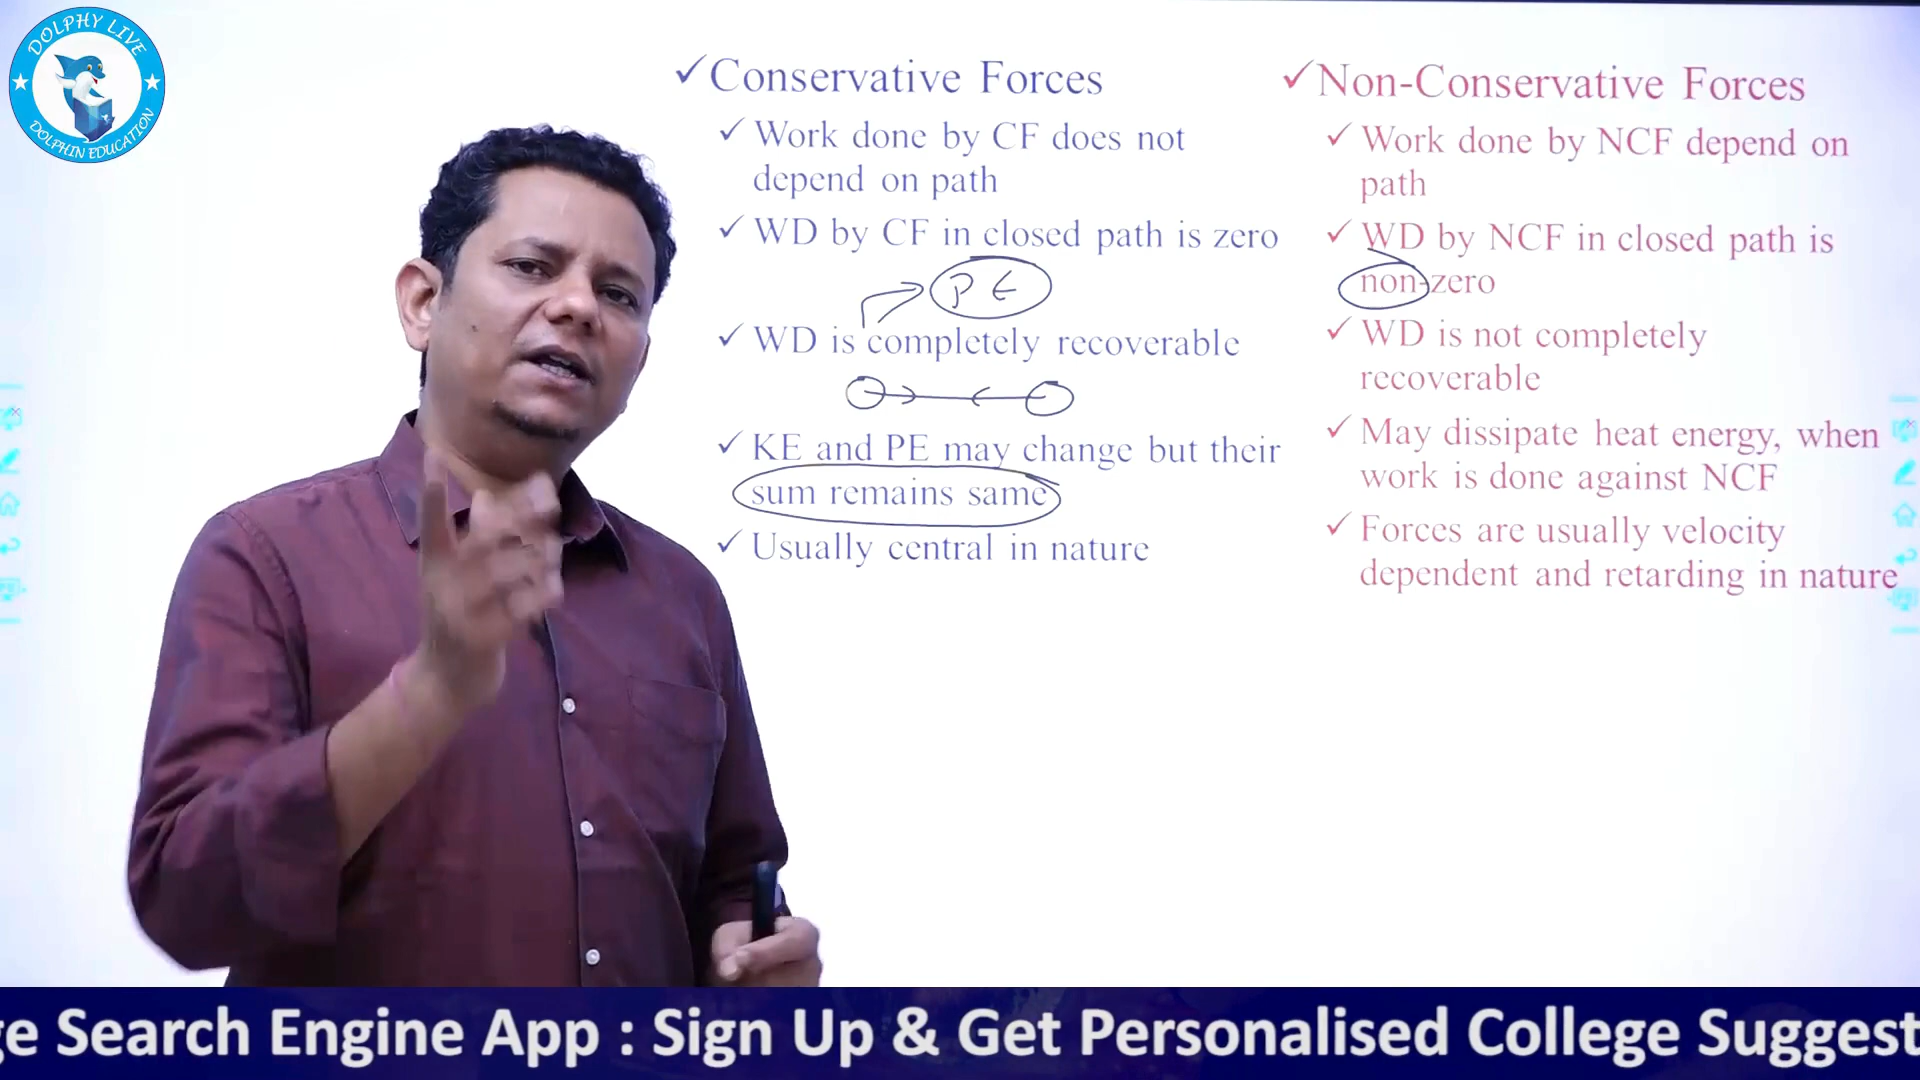 DOLPHY LIVE
DOLPHIN EDUCATION
✓Conservative Forces
✓Work done by CF does not
depend on path
✓WD by CF in closed path is zero
PE
✓WD is completely recoverable
✓KE and PE may change but their
sum remains same
✓Usually central in nature
✓Non-Conservative Forces
✓Work done by NCF depend on
path
✓WD by NCF in closed path is
non-zero
✓WD is not completely
recoverable
✓May dissipate heat energy, when
work is done against NCF
✓Forces are usually velocity
dependent and retarding in nature
ge Search Engine App : Sign Up & Get Personalised College Suggest